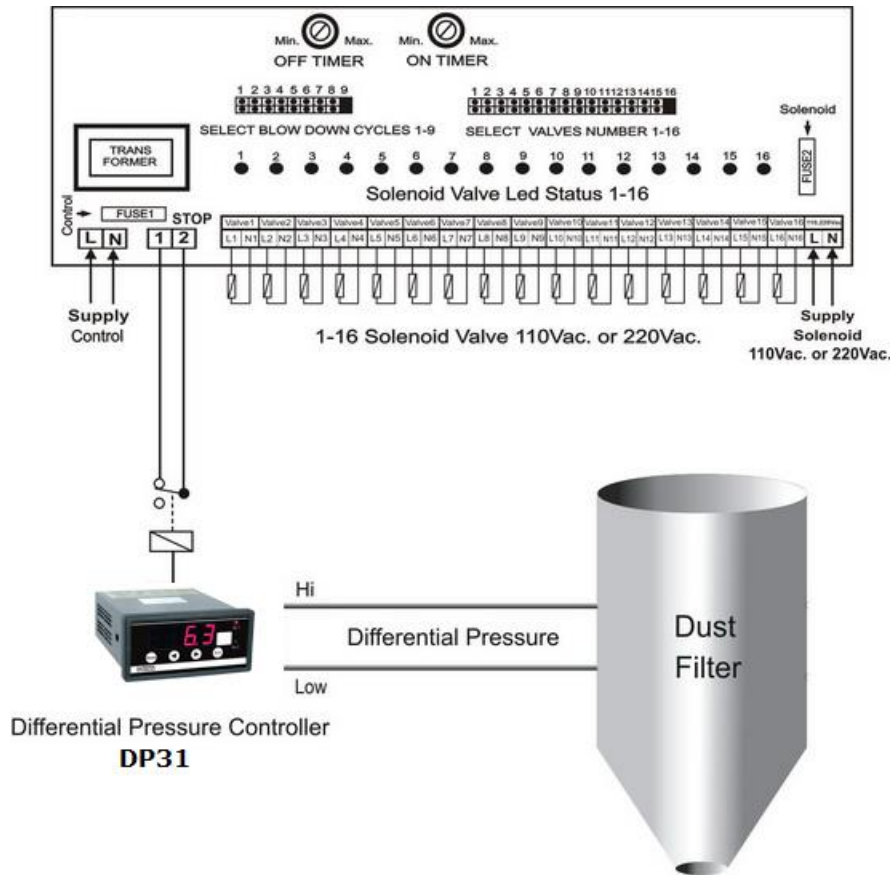 Min. Max. Min. Max.
OFF TIMER ON TIMER
1 2 3 4 5 6 7 8 9 1 2 3 4 5 6 7 8 9 10 11 12 13 14 15 16
SELECT BLOW DOWN CYCLES 1-9 SELECT VALVES NUMBER 1-16
Solenoid
TRANS
FORMER
1 2 3 4 5 6 7 8 9 10 11 12 13 14 15 16
FUSE2
Solenoid Valve Led Status 1-16
Control
FUSE1
STOP
Valve1 Valve2 Valve3 Valve4 Valve5 Valve6 Valve7 Valve8 Valve9 Valve10 Valve11 Valve12 Valve13 Valve14 Valve15 Valve16
L N 1 2 L1 N1 L2 N2 L3 N3 L4 N4 L5 N5 L6 N6 L7 N7 L8 N8 L9 N9 L10 N10 L11 N11 L12 N12 L13 N13 L14 N14 L15 N15 L16 N16 L N
Supply
Control
1-16 Solenoid Valve 110Vac. or 220Vac.
Supply
Solenoid
110Vac. or 220Vac.
Hi
6.3
Differential Pressure
Low
Dust
Filter
Differential Pressure Controller
DP31